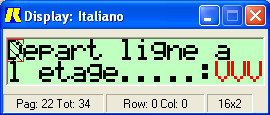 Display: Italiano
Depart ligne a
1 etage.....:VVV
Pag: 22 Tot: 34
Row: 0 Col: 0
16x2